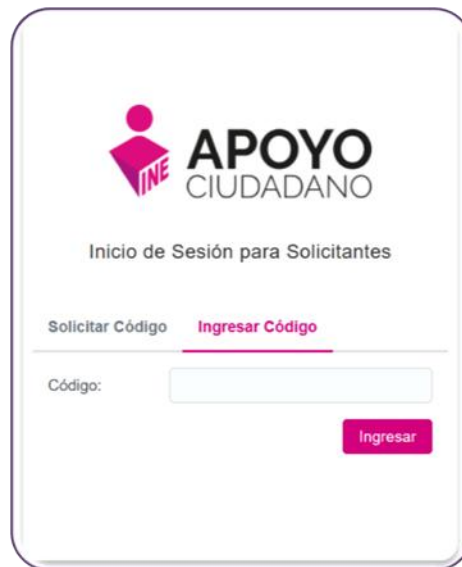 INE
APOYO
CIUDADANO
Inicio de Sesión para Solicitantes
Solicitar Código Ingresar Código
Código:
Ingresar